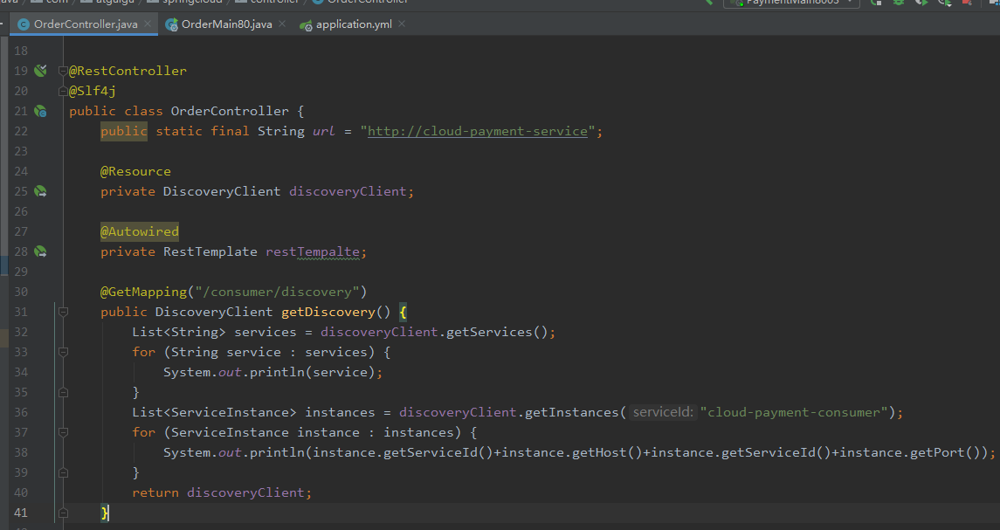 OrderController.java × OrderMain80.java × application.yml ×
18
19 @RestController
20 @Slf4j
21 public class OrderController {
22 public static final String url = "http://cloud-payment-service";
23
24 @Resource
25 private DiscoveryClient discoveryClient;
26
27 @Autowired
28 private RestTemplate restTempalte;
29
30 @GetMapping("/consumer/discovery")
31 public DiscoveryClient getDiscovery() {
32 List<String> services = discoveryClient.getServices();
33 for (String service : services) {
34 System.out.println(service);
35 }
36 List<ServiceInstance> instances = discoveryClient.getInstances( serviceId: "cloud-payment-consumer");
37 for (ServiceInstance instance : instances) {
38 System.out.println(instance.getServiceId()+instance.getHost()+instance.getServiceId()+instance.getPort());
39 }
40 return discoveryClient;
41 }